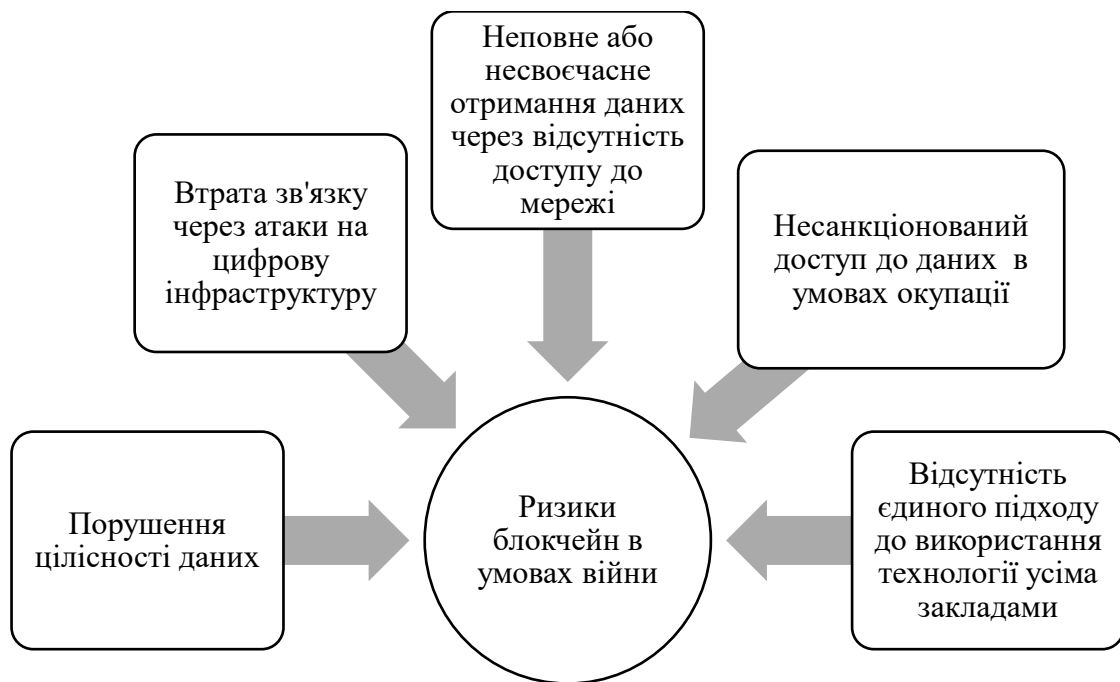 Неповне або
несвоєчасне
отримання даних
через відсутність
доступу до
мережі
Втрата зв'язку
через атаки на
цифрову
інфраструктуру
Несанкціонований
доступ до даних в
умовах окупації
Порушення
цілісності даних
Ризики
блокчейн в
умовах війни
Відсутність
єдиного підходу
до використання
технології усіма
закладами